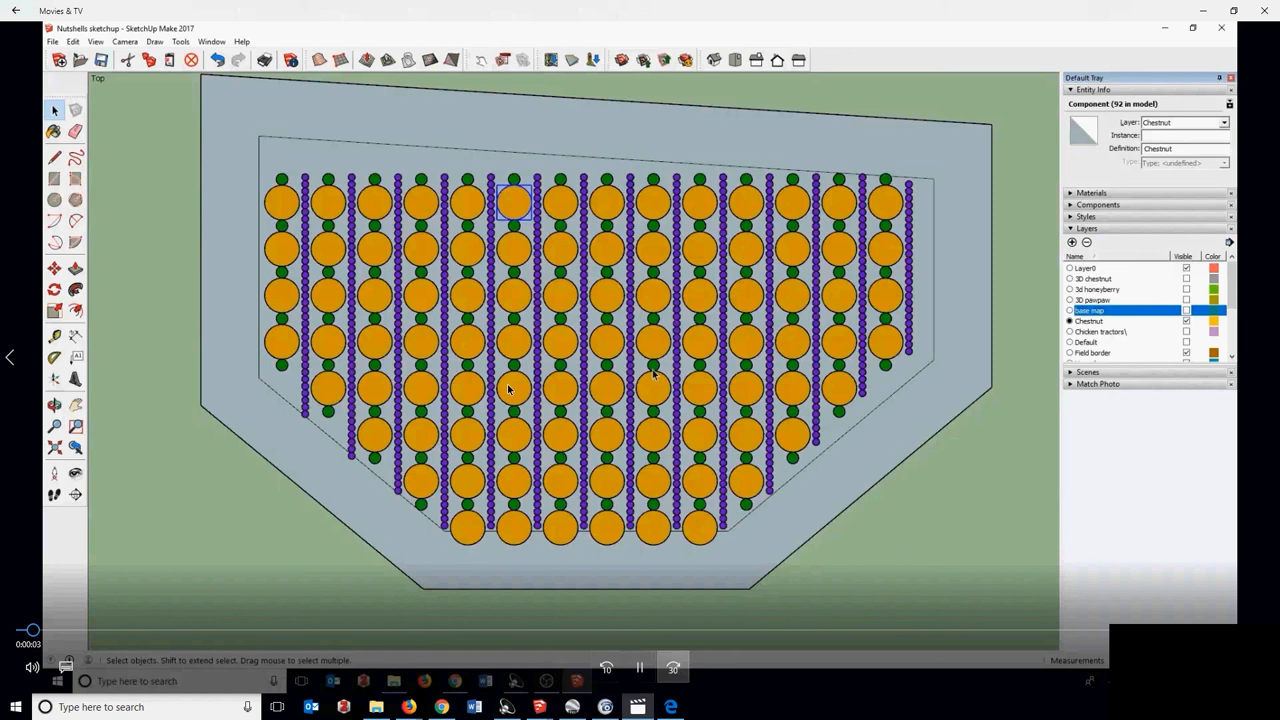 Movies & TV
Nutshells sketchup - SketchUp Make 2017
File Edit View Camera Draw Tools Window Help
Top
Default Tray
Entity Info
Component (92 in model)
Layer: Chestnut
Instance:
Definition: Chestnut
Type: Type: <undefined>
Materials
Components
Styles
Layers
Name Visible Color
Layer0
3D chestnut
3d honeyberry
3D pawpaw
base map
Chestnut
Chicken tractors\
Default
Field border
Scenes
Match Photo
0:00:03
Select objects. Shift to extend select. Drag mouse to select multiple.
Measurements
10
30
Type here to search
Type here to search